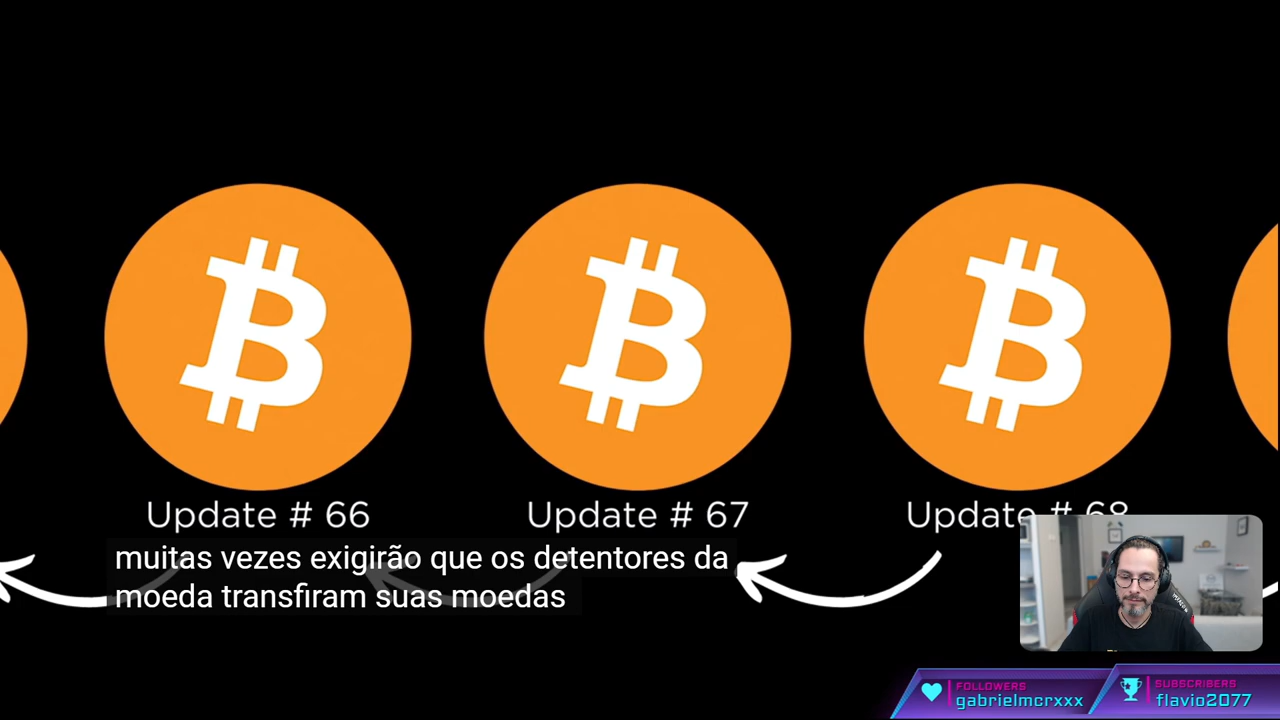 Update # 66
Update # 67
Update # 68
muitas vezes exigirão que os detentores da
moeda transfiram suas moedas
FOLLOWERS
gabrielmcrxxx
SUBSCRIBERS
flavio2077